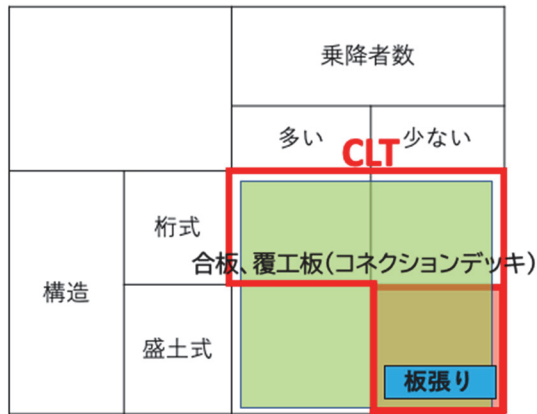 乗降者数
多い
少ない
CLT
桁式
合板、覆工板(コネクションデッキ)
構造
盛土式
板張り